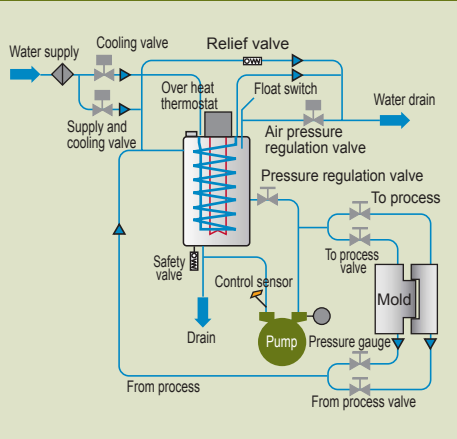 Cooling valve
Relief valve
Water supply
Over heat
thermostat
Float switch
Water drain
Supply and
cooling valve
Air pressure
regulation valve
Pressure regulation valve
To process
To process
valve
Safety
valve
Control sensor
Mold
Drain
Pump
Pressure gauge
From process
From process valve